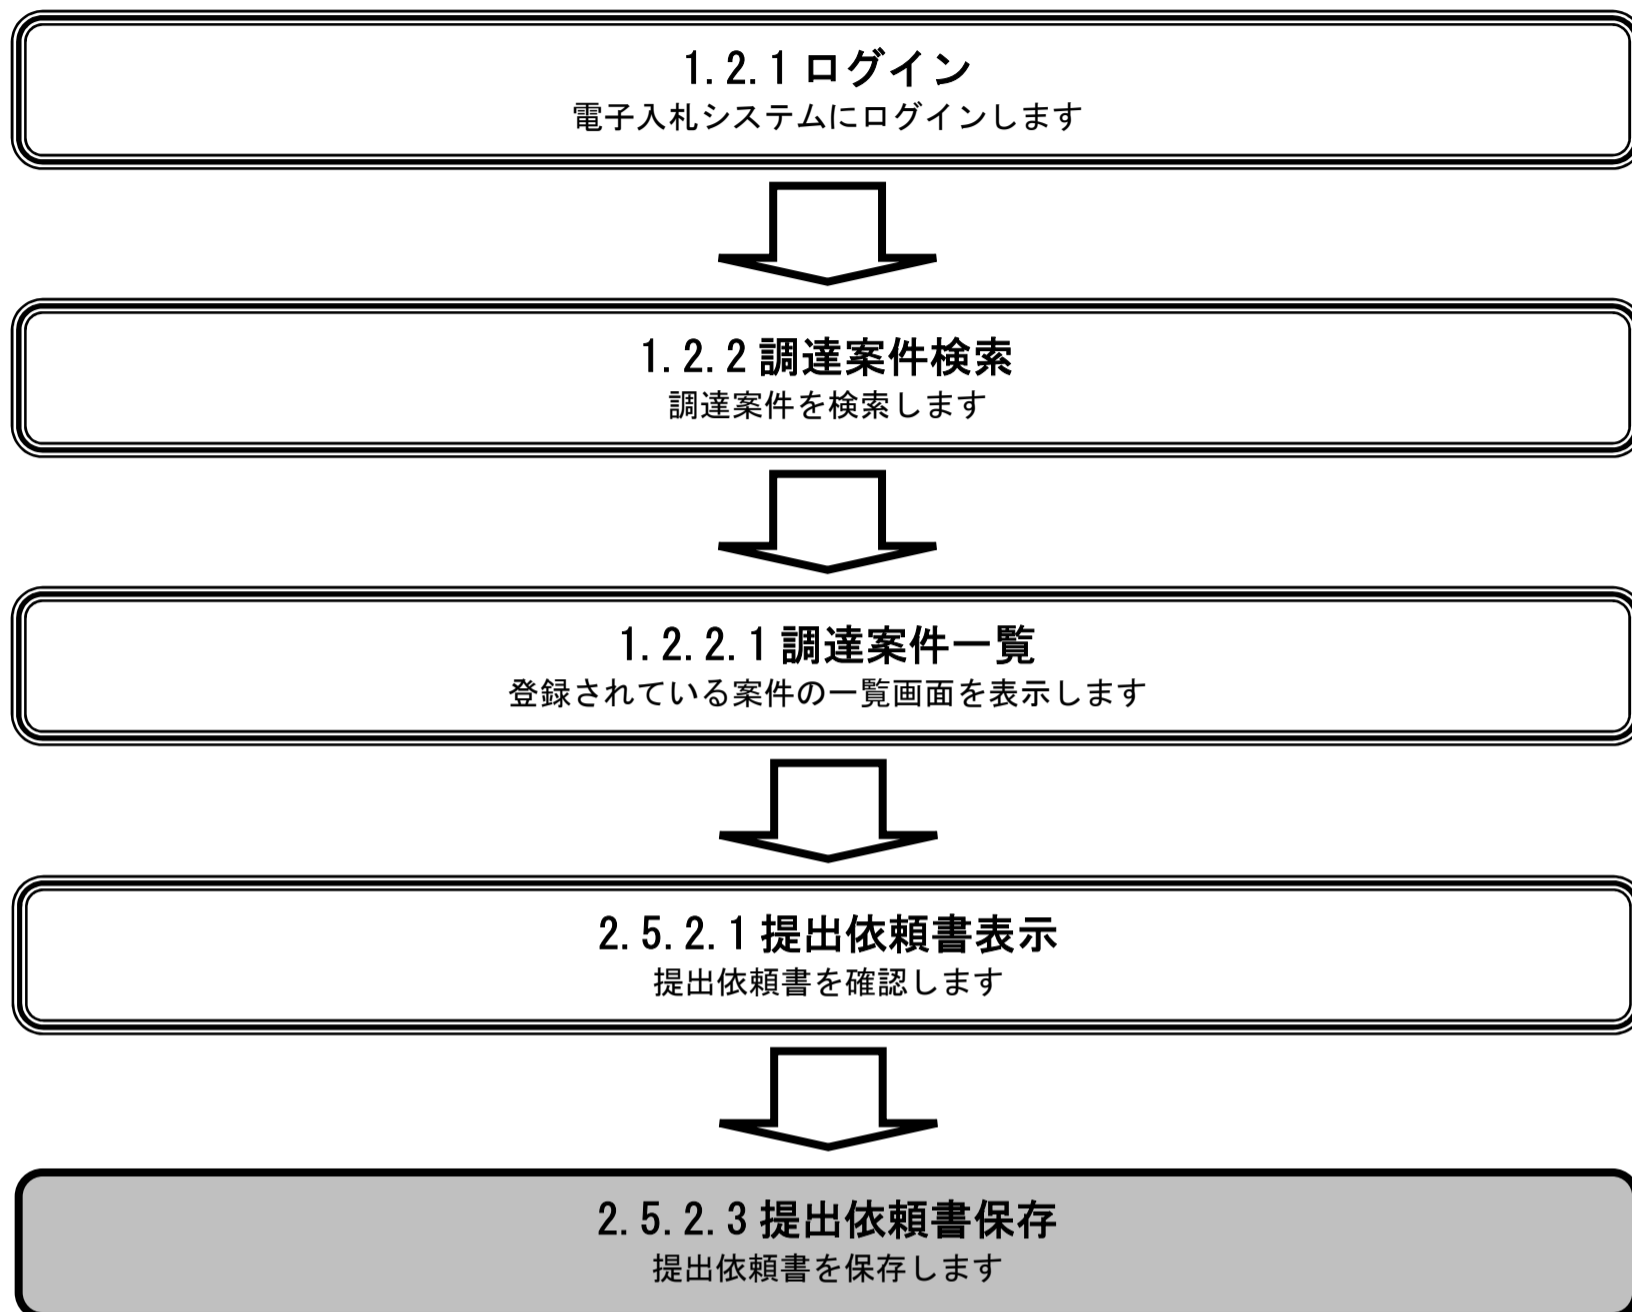 1.2.1 ログイン
電子入札システムにログインします
1.2.2 調達案件検索
調達案件を検索します
1.2.2.1 調達案件一覧
登録されている案件の一覧画面を表示します
2.5.2.1 提出依頼書表示
提出依頼書を確認します
2.5.2.3 提出依頼書保存
提出依頼書を保存します